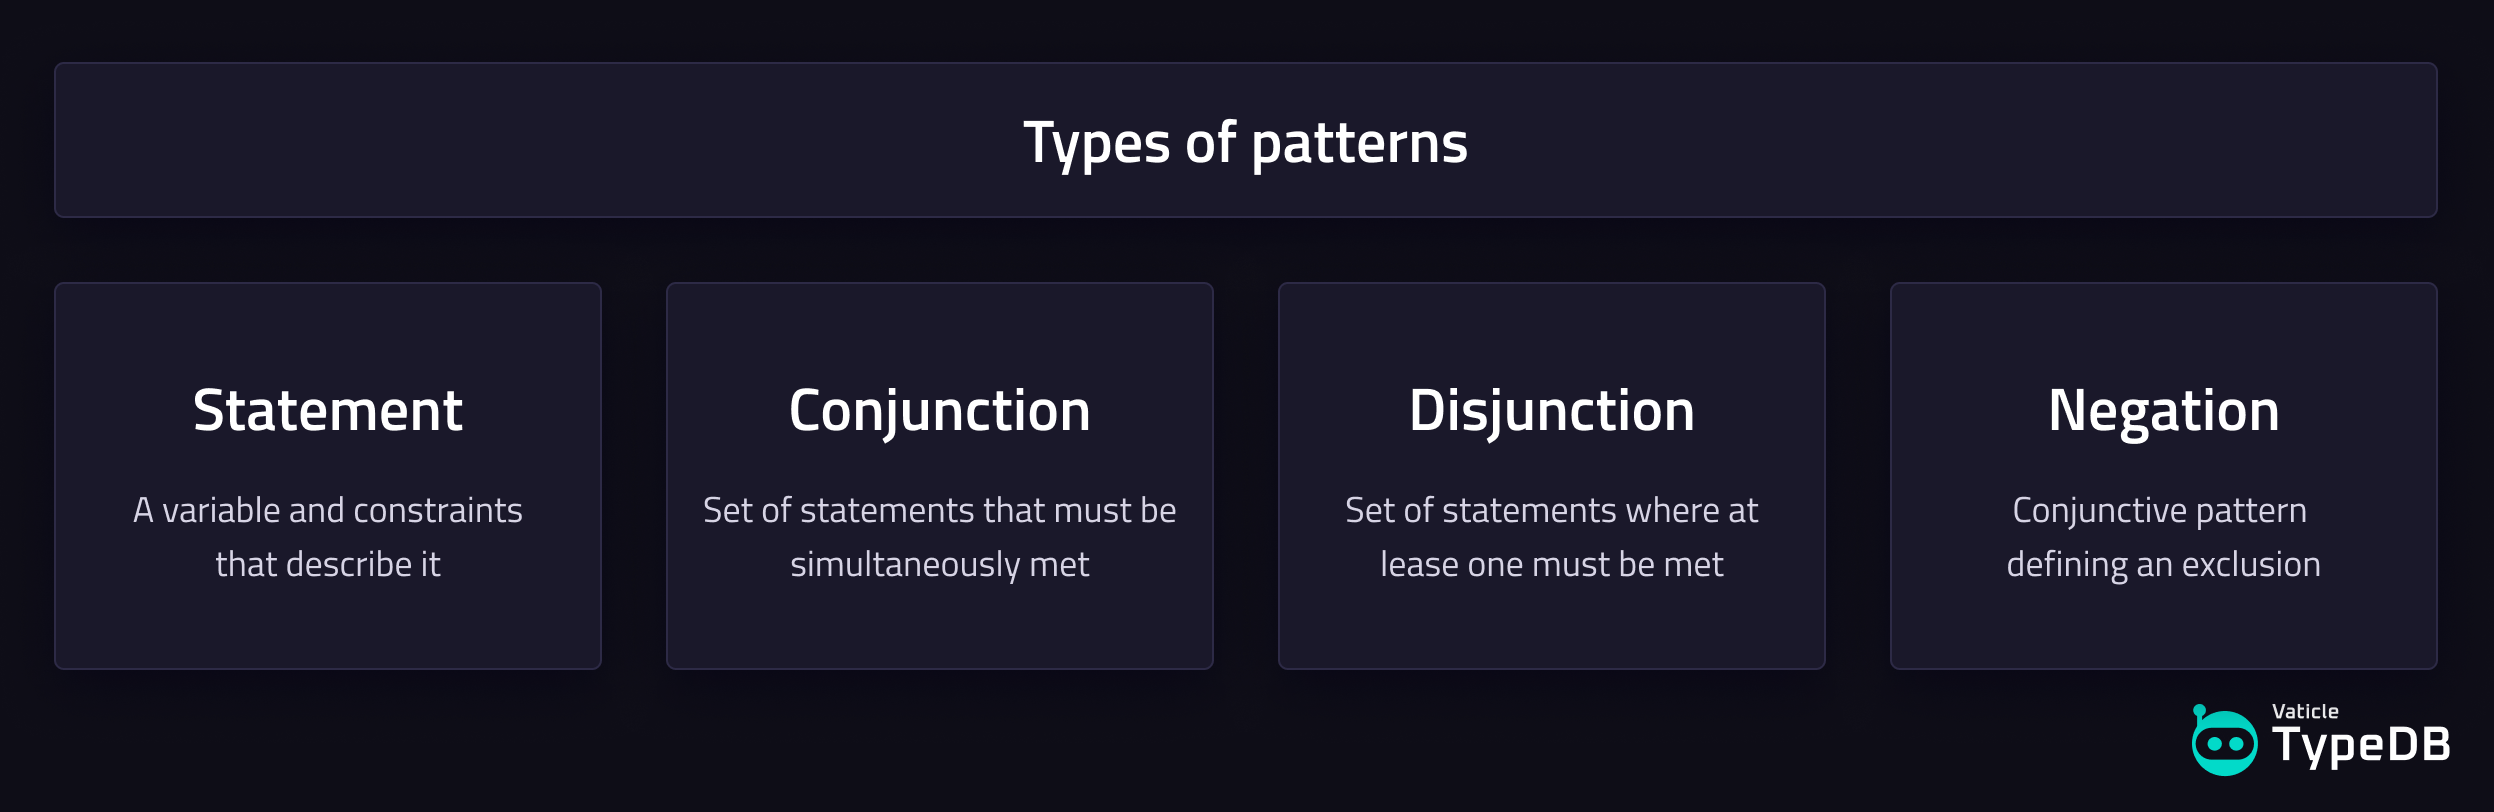 Types of patterns
Statement
A variable and constraints
that describe it
Conjunction
Set of statements that must be
simultaneously met
Disjunction
Set of statements where at
lease one must be met
Negation
Conjunctive pattern
defining an exclusion
Vaticle
TypeDB